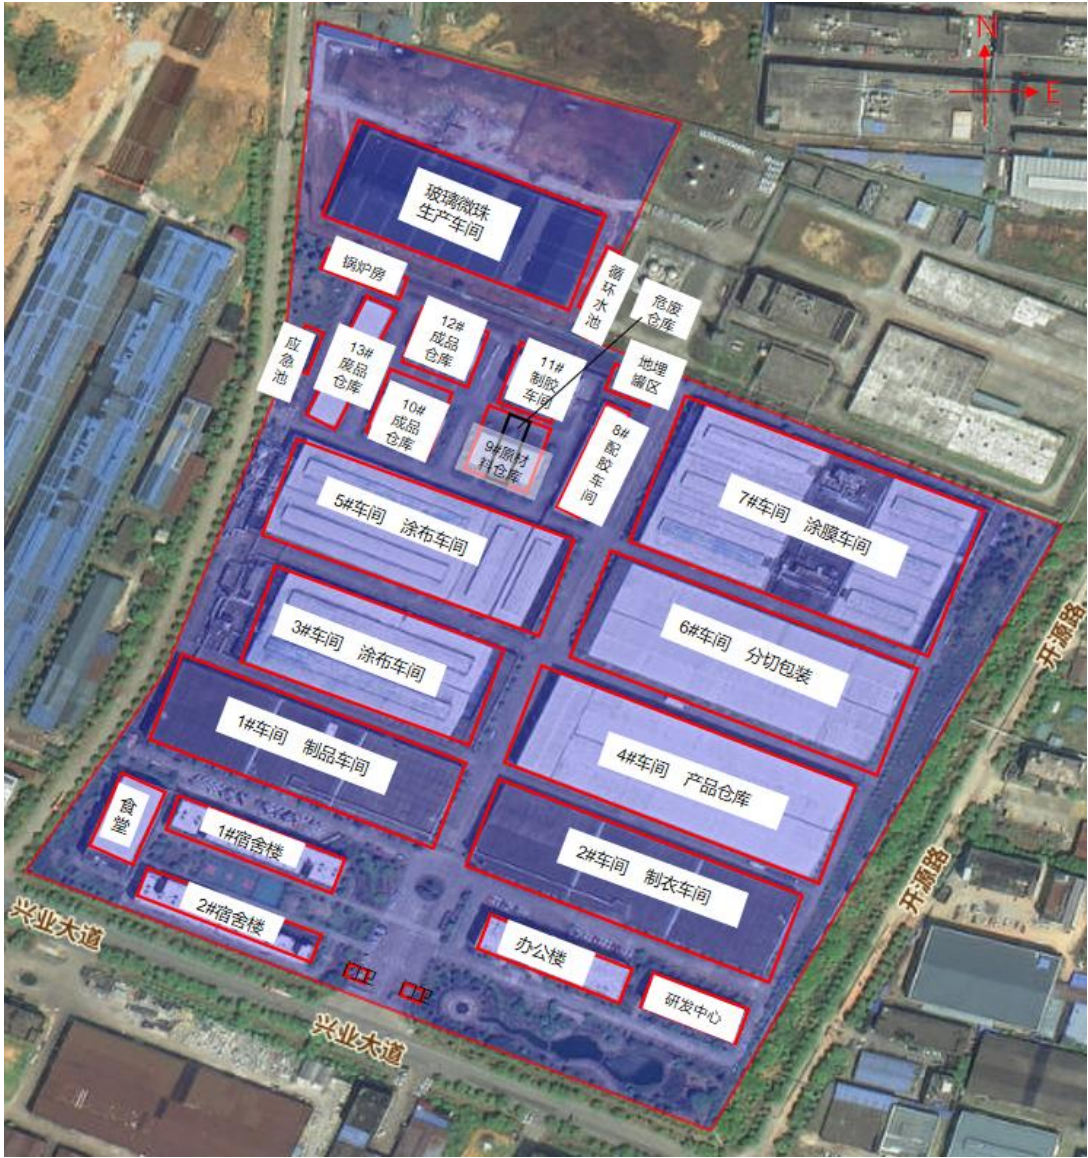 N
E
玻璃微珠
生产车间
锅炉房
循
环
水
池
危废
仓库
12#
成品
仓库
应
急
池
13#
废品
仓库
11#
制胶
车间
地埋
罐区
10#
成品
仓库
9#原材
料仓库
8#
配
胶
车
间
5#车间 涂布车间
7#车间 涂膜车间
3#车间 涂布车间
6#车间 分切包装
开源路
1#车间 制品车间
4#车间 产品仓库
食
堂
1#宿舍楼
2#车间 制衣车间
开源路
2#宿舍楼
兴业大道
办公楼
门卫
门卫
研发中心
兴业大道